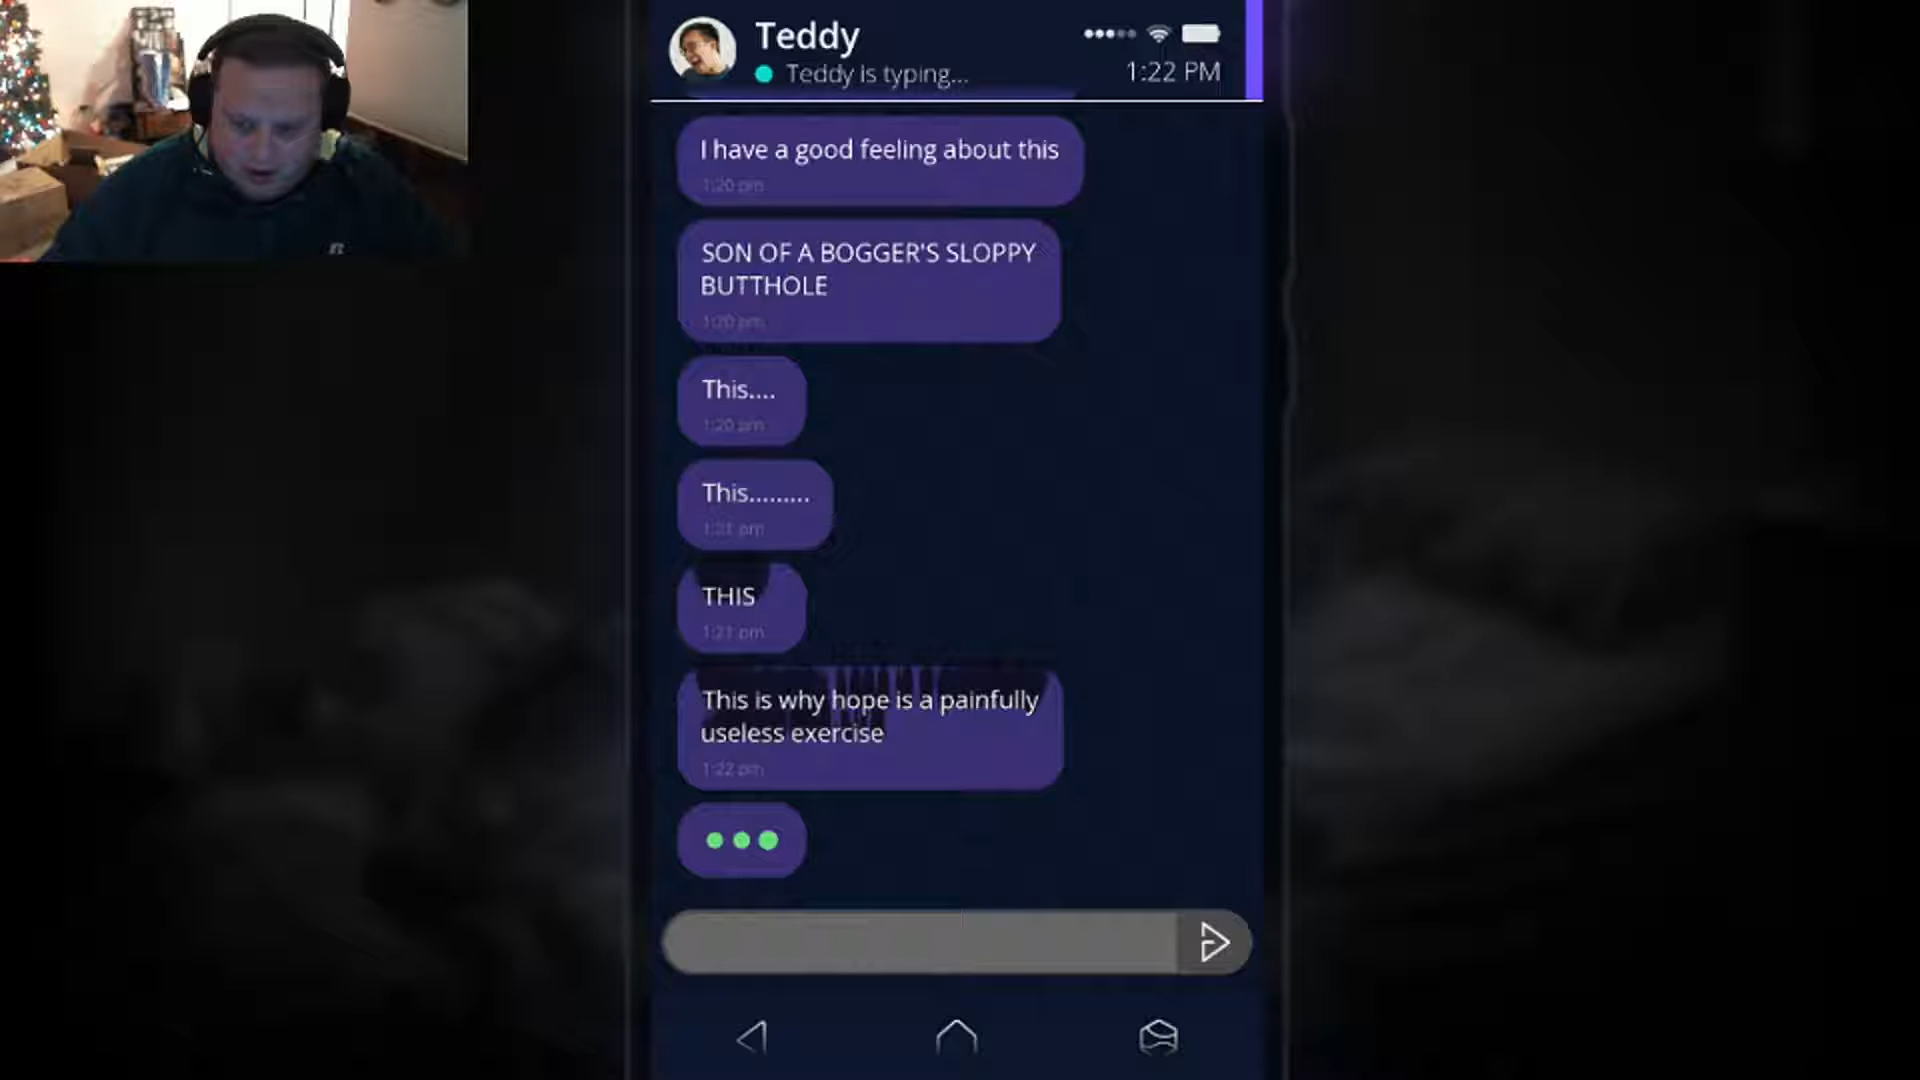 Teddy
Teddy is typing...
1:22 PM
I have a good feeling about this
1:20 pm
SON OF A BOGGER'S SLOPPY
BUTTHOLE
1:20 pm
This....
1:20 pm
This.........
1:21 pm
THIS
1:21 pm
This is why hope is a painfully
useless exercise
1:22 pm